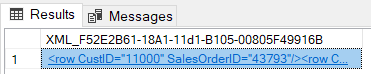 Results Messages
XML_F52E2B61-18A1-11d1-B105-00805F49916B
1 <row CustID="11000" SalesOrderID="43793"/><row C...